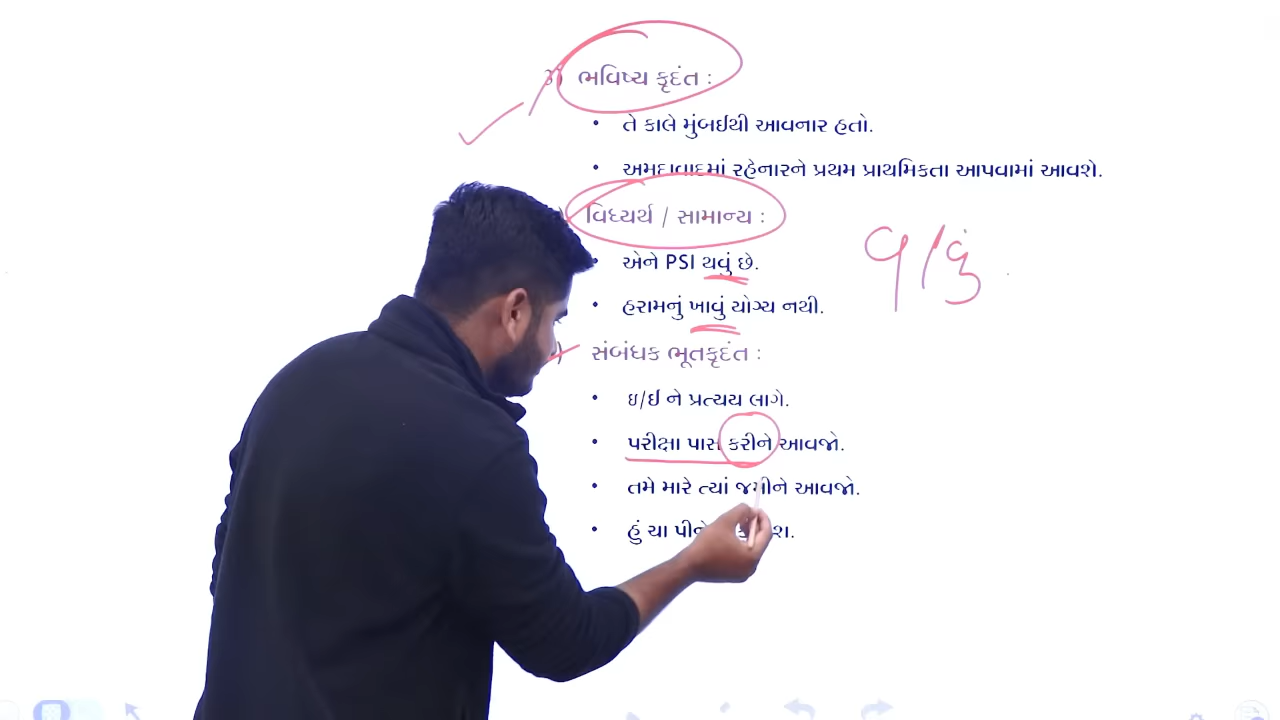 3) ભવિષ્ય કૃદંત :
• તે કાલે મુંબઈથી આવનાર હતો.
• અમદાવાદમાં રહેનારને પ્રથમ પ્રાથમિકતા આપવામાં આવશે.
વિધ્યર્થ / સામાન્ય :
• એને PSI થવું છે.
• હરામનું ખાવું યોગ્ય નથી.
વ/વું
સંબંધક ભૂતકૃદંત :
• ઇ/ઈ ને પ્રત્યય લાગે.
• પરીક્ષા પાસ કરીને આવજો.
• તમે મારે ત્યાં જમીને આવજો.
• હું ચા પીને